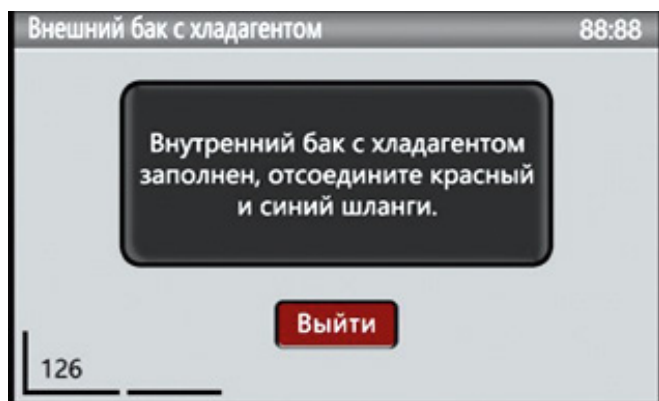 Внешний бак с хладагентом 88:88
Внутренний бак с хладагентом
заполнен, отсоедините красный
и синий шланги.
Выйти
126